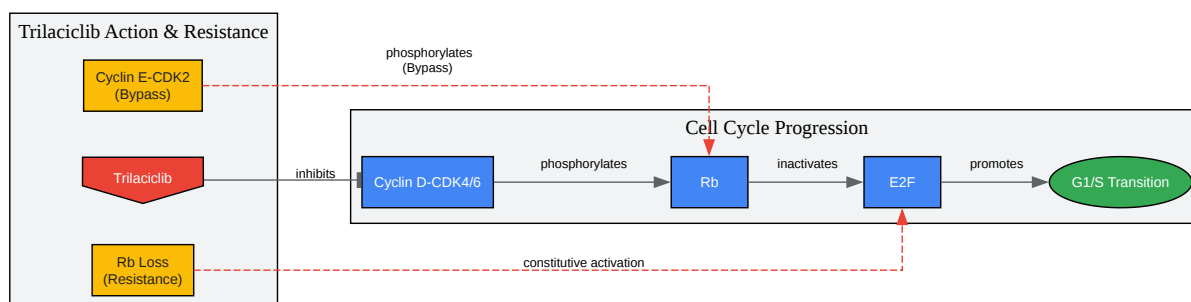 Trilaciclib Action & Resistance
Cyclin E-CDK2
(Bypass)
phosphorylates
(Bypass)
Cell Cycle Progression
Trilaciclib
inhibits
Cyclin D-CDK4/6
phosphorylates
Rb
inactivates
E2F
promotes
G1/S Transition
Rb Loss
(Resistance)
constitutive activation